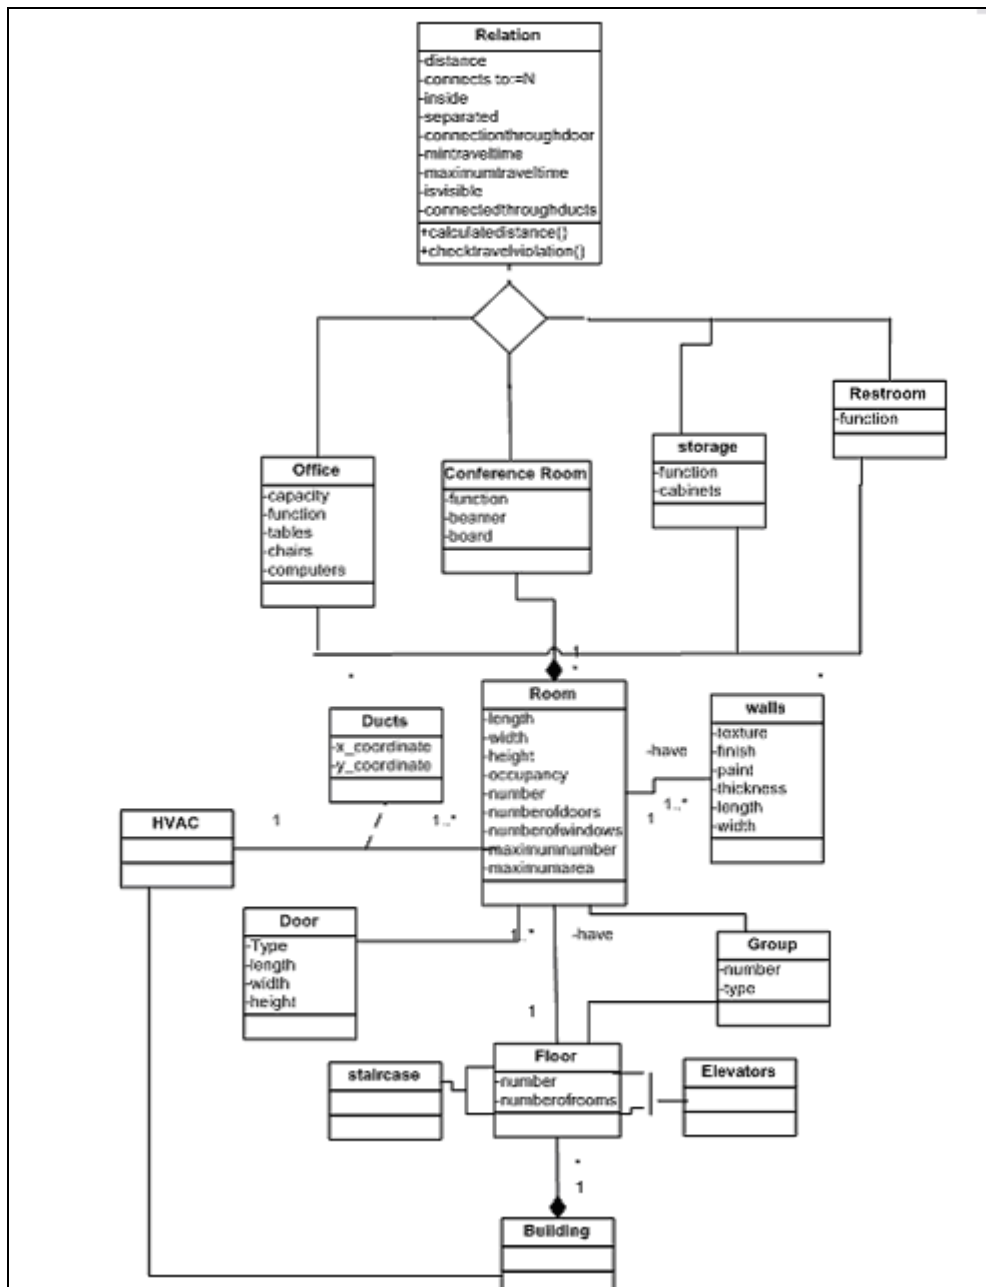 Relation
-distance
-connects to:=N
-inside
-separated
-connectionthroughdoor
-mintraveltime
-maximumtraveltime
-isvisible
-connectedthroughducts
+calculatedistance()
+checktravelviolation()
Restroom
-function
storage
-function
-cabinets
Office
-capacity
-function
-tables
-chairs
-computers
Conference Room
-function
-beamer
-board
1
*
*
*
Room
-length
-width
-height
-occupancy
-number
-numberofdoors
-numberofwindows
-maximumnumber
-maximumarea
walls
-texture
-finish
-paint
-thickness
-length
-width
-have
1..*
1
Ducts
-x_coordinate
-y_coordinate
1
1..*
HVAC
Door
-Type
-length
-width
-height
1..*
-have
Group
-number
-type
1
Floor
-number
-numberofrooms
staircase
Elevators
*
1
Building